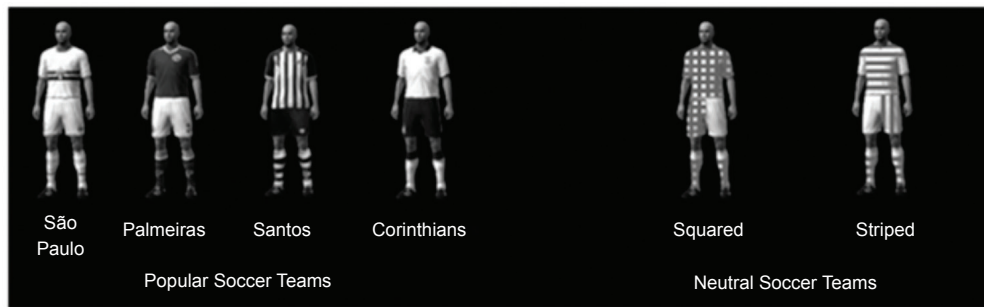 São
Paulo
Palmeiras
Santos
Corinthians
Squared
Striped
Popular Soccer Teams
Neutral Soccer Teams